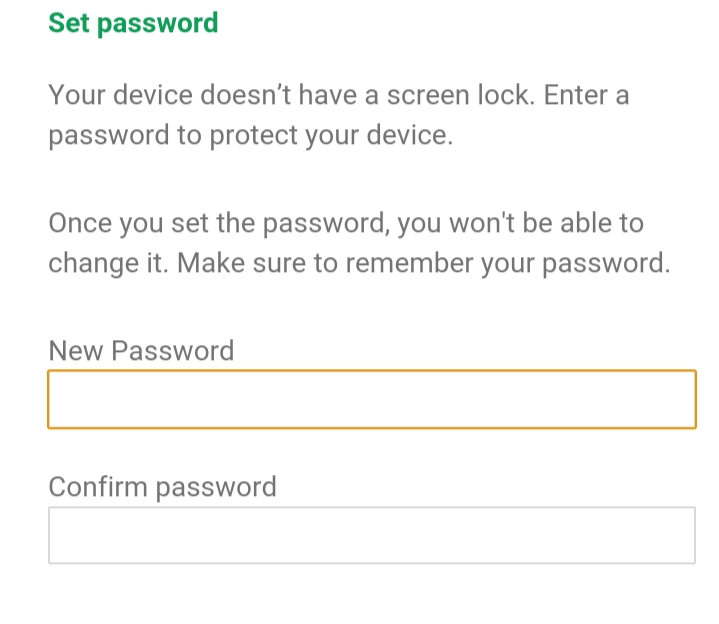 Set password
Your device doesn’t have a screen lock. Enter a
password to protect your device.
Once you set the password, you won't be able to
change it. Make sure to remember your password.
New Password
Confirm password